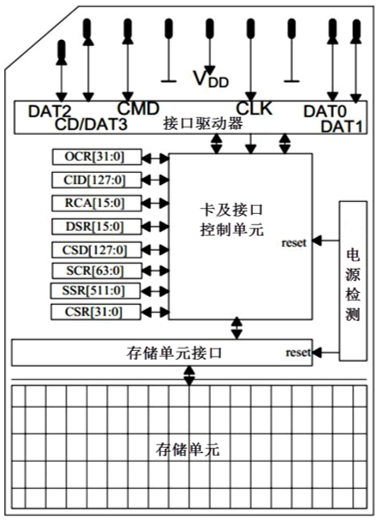 V_DD
DAT2 CMD CLK DAT0
CD/DAT3 接口驱动器 DAT1
OCR[31:0]
CID[127:0]
RCA[15:0]
DSR[15:0]
CSD[127:0]
SCR[63:0]
SSR[511:0]
CSR[31:0]
卡及接口
控制单元
reset
电源检测
存储单元接口 reset
存储单元